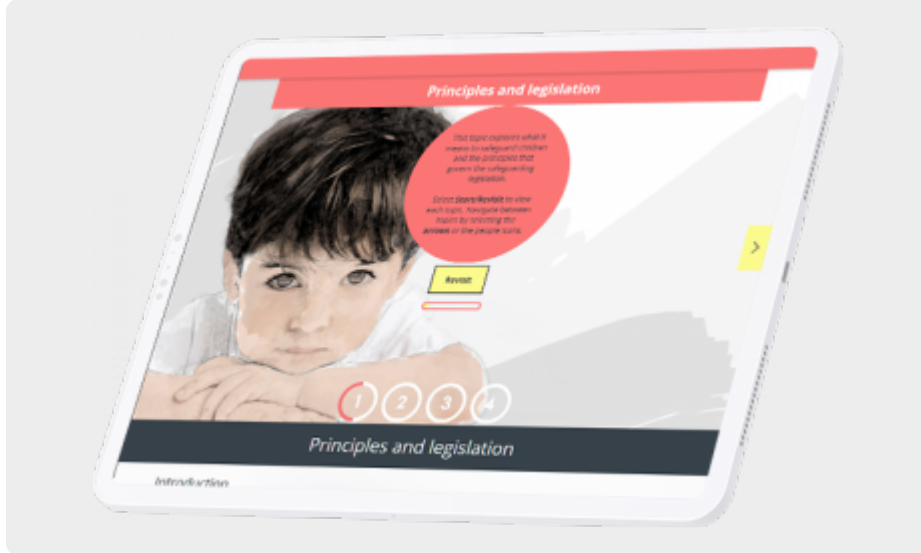 Principles and legislation
This topic explores what it
means to safeguard children
and the principles that
govern the safeguarding
legislation.
Select Start/Revisit to view
each topic. Navigate between
topics by selecting the
arrows or the people icons.
Revisit
1 2 3 4
Principles and legislation
Introduction